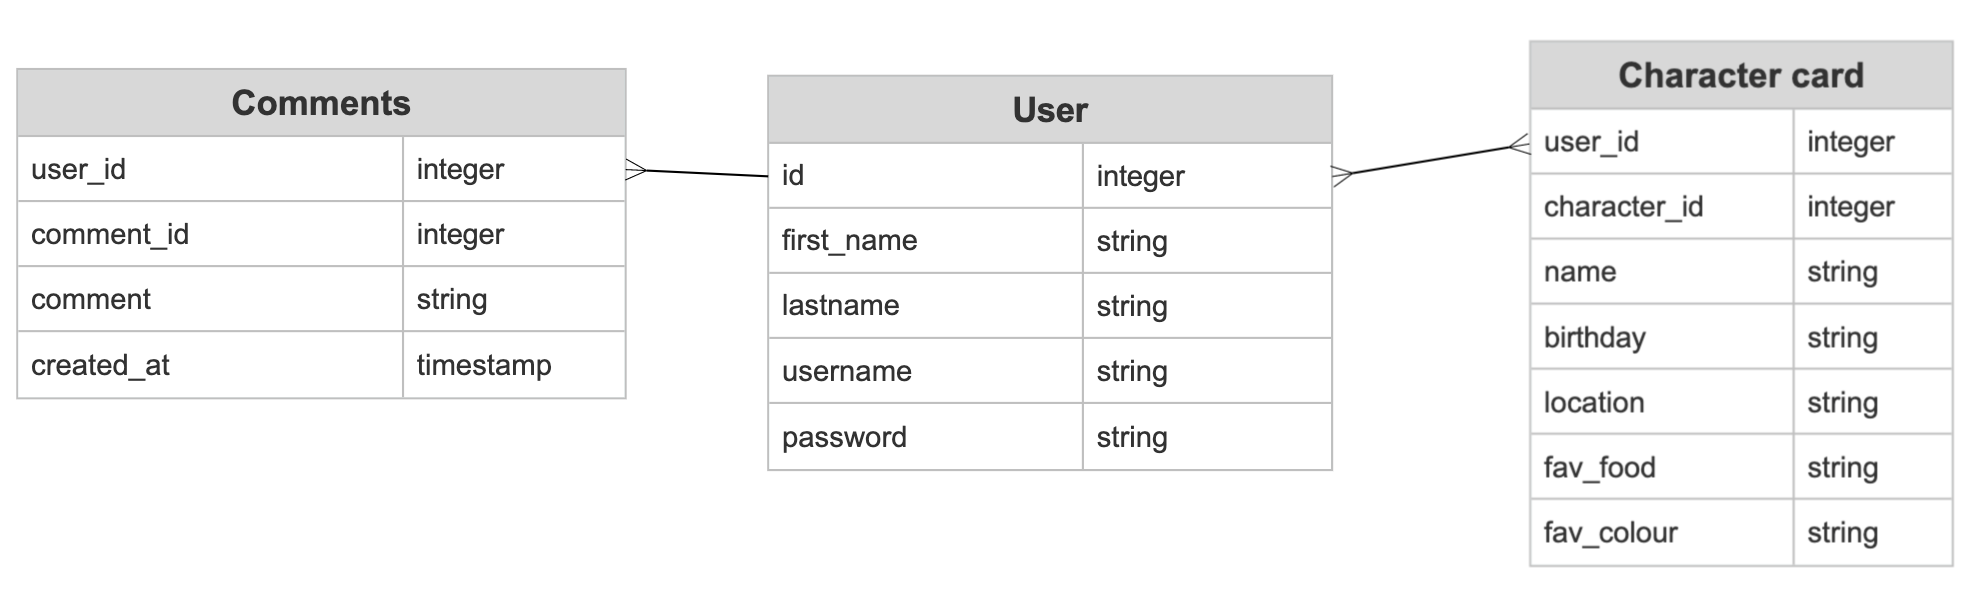 Comments
user_id integer
comment_id integer
comment string
created_at timestamp
User
id integer
first_name string
lastname string
username string
password string
Character card
user_id integer
character_id integer
name string
birthday string
location string
fav_food string
fav_colour string